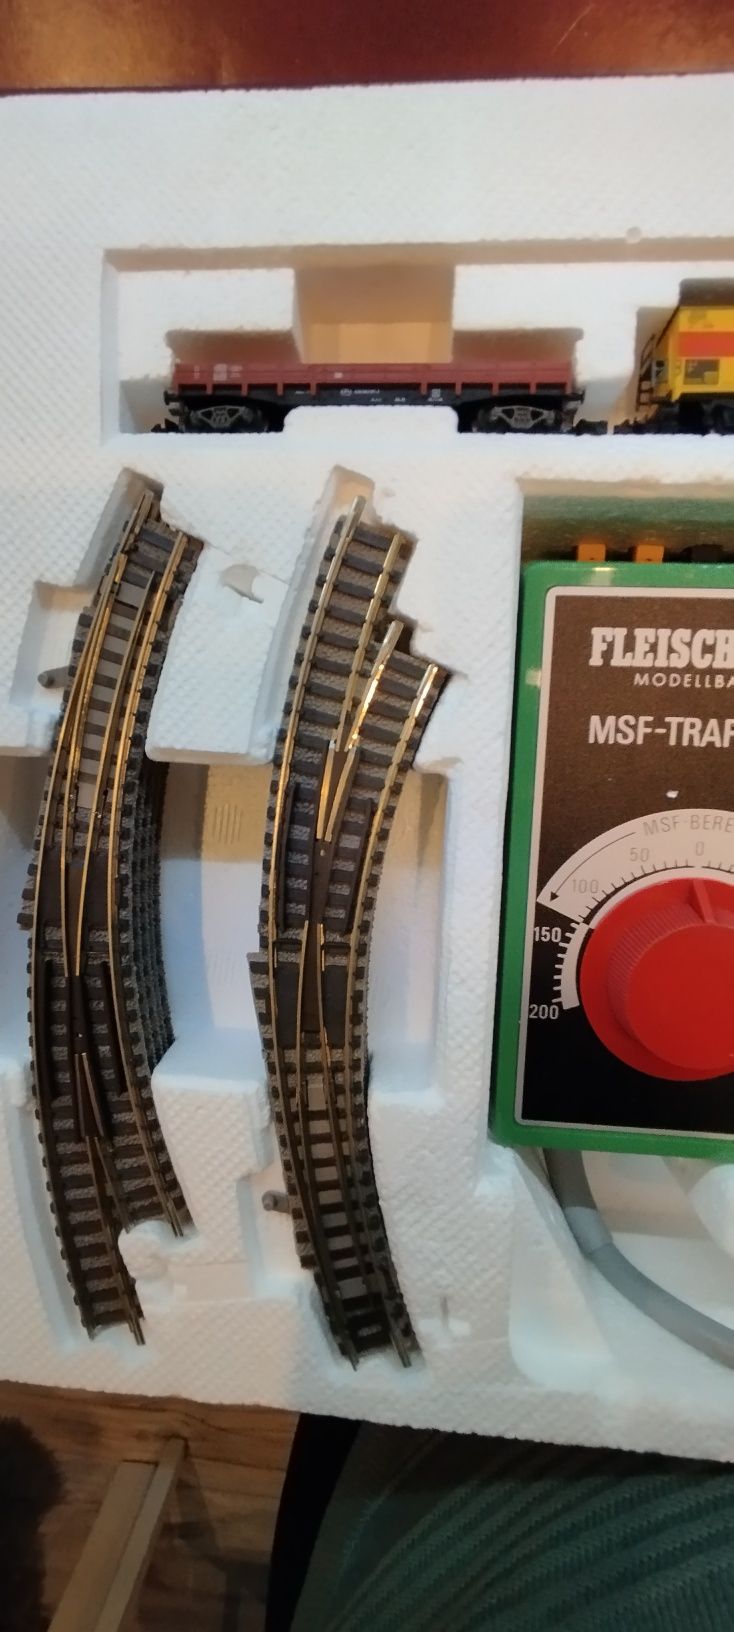 FLEISCH
MODELLBA
MSF-TRAF
MSF-BERE
0
50
100
150
200